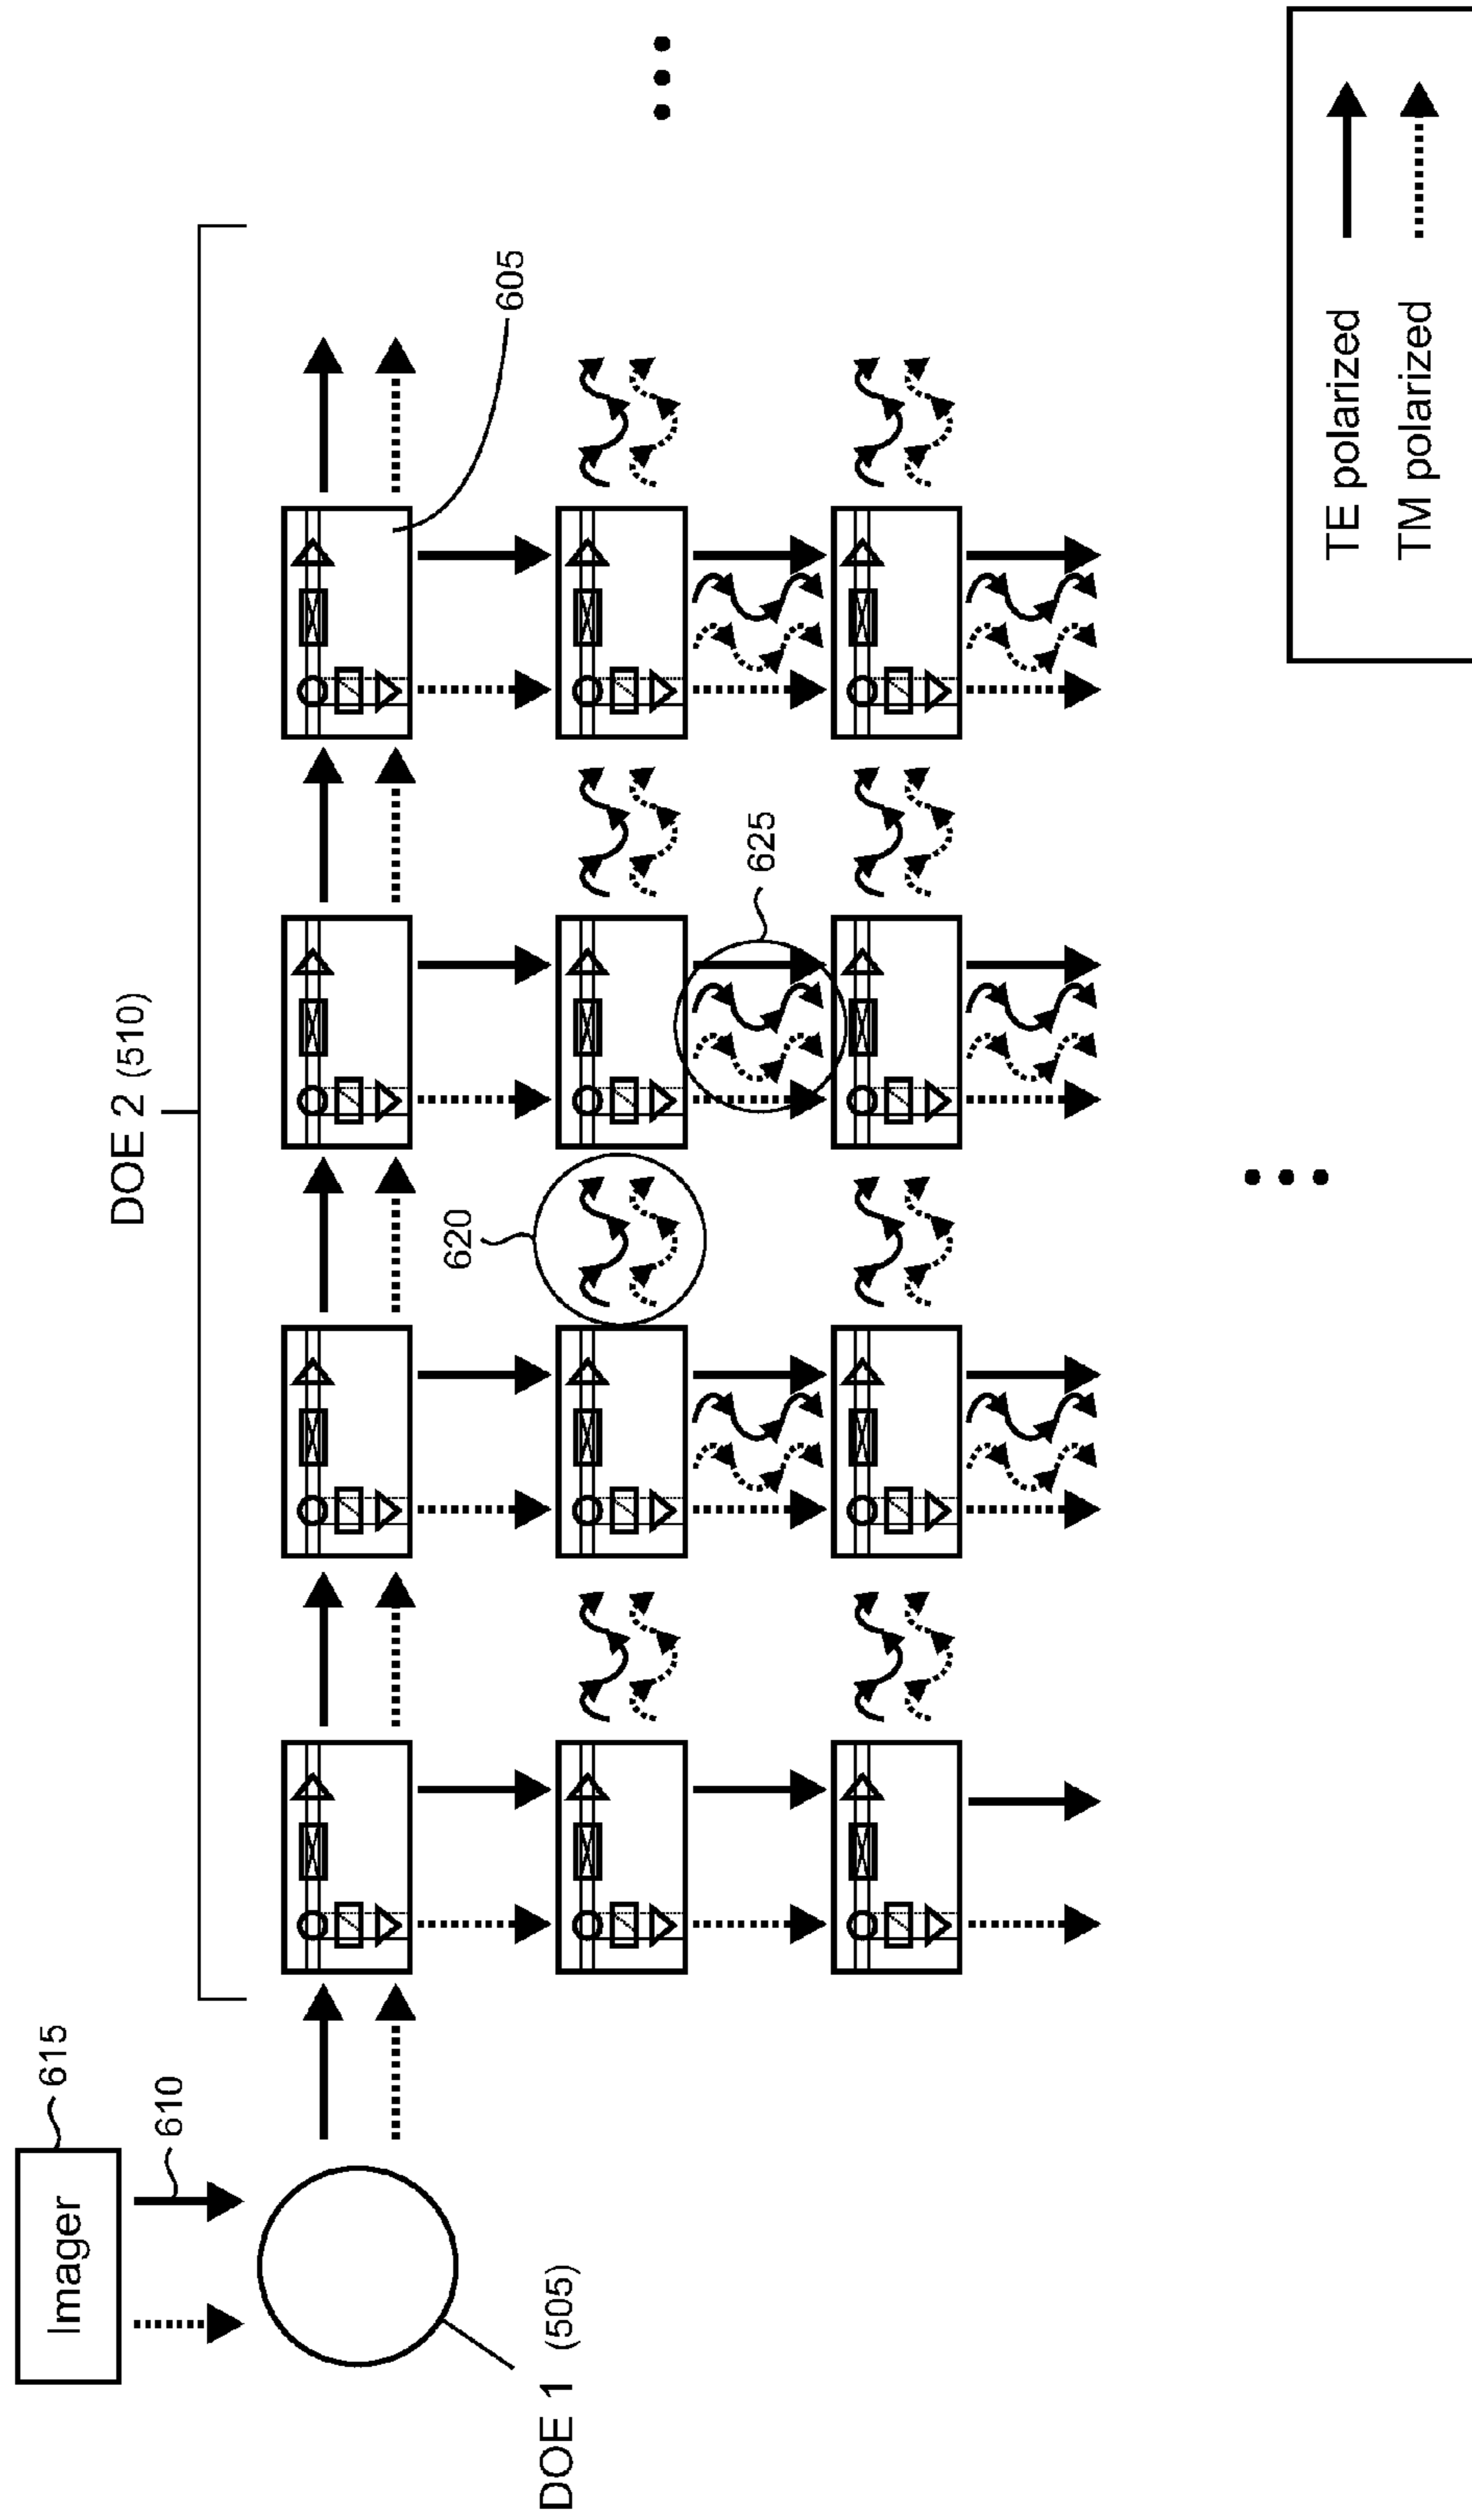 Imager
615
610
DOE 1 (505)
DOE 2 (510)
605
620
625
TE polarized
TM polarized